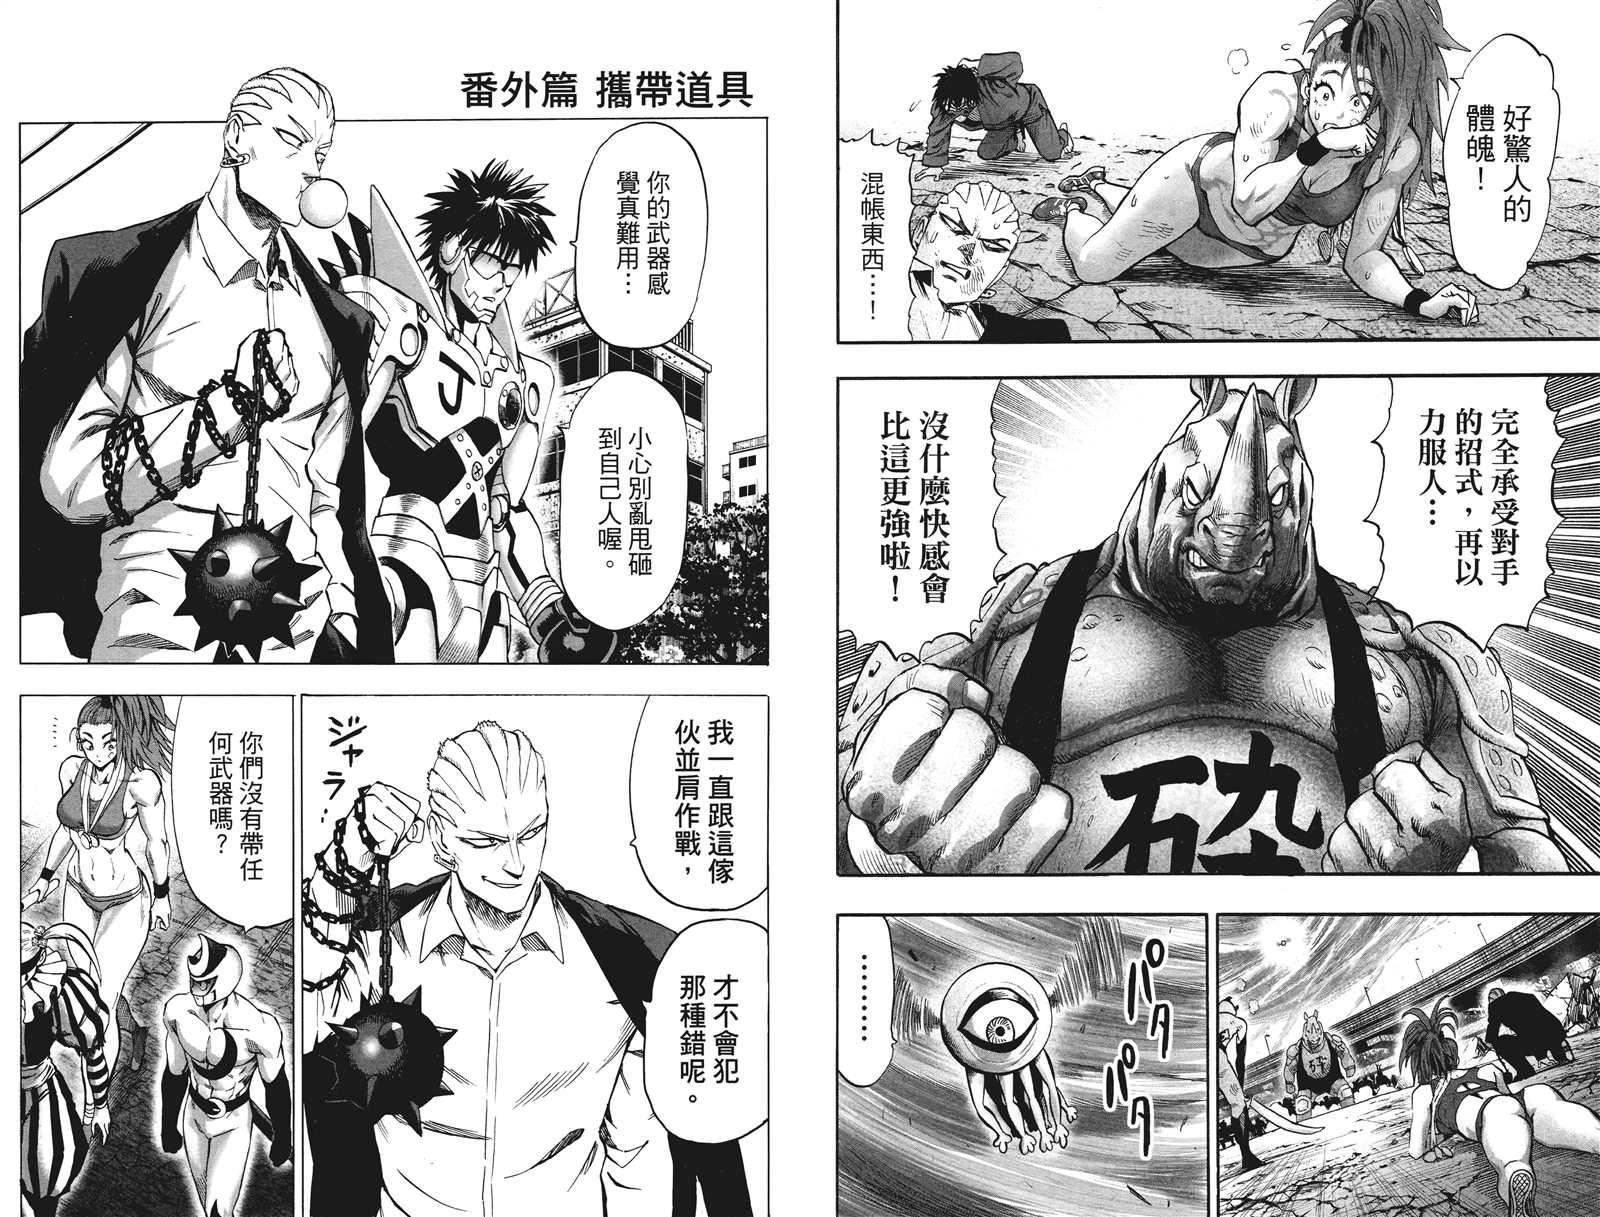 好驚人的
體魄！
混帳東西⋯！
完全承受對手
的招式，再以
力服人⋯
沒什麼快感會
比這更強啦！
砕
砕
パタ
パタ
⋯⋯⋯
番外篇 攜帶道具
你的武器感
覺真難用⋯
小心別亂甩砸
到自己人喔。
J
我一直跟這傢
伙並肩作戰，
才不會犯
那種錯呢。
ジャラ
你們沒有帶任
何武器嗎？